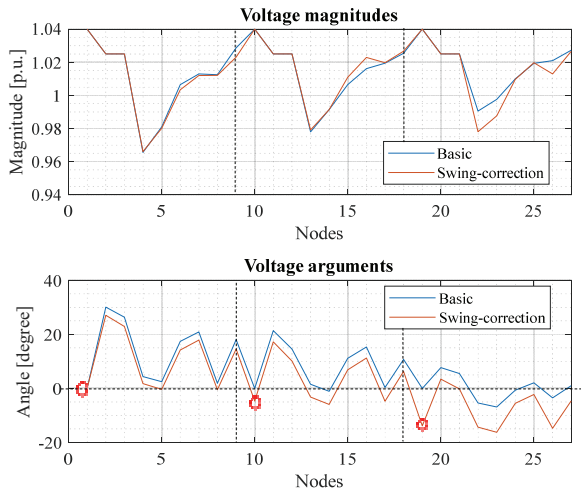 Voltage magnitudes
1.04
1.02
1
0.98
0.96
0.94
Magnitude [p.u.]
Basic
Swing-correction
0 5 10 15 20 25
Nodes
Voltage arguments
40
20
0
-20
Angle [degree]
Basic
Swing-correction
0 5 10 15 20 25
Nodes